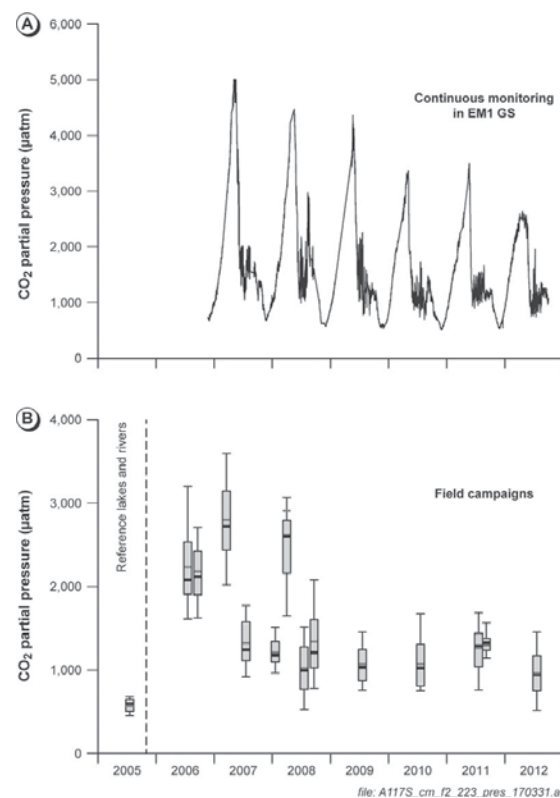 A
6,000
5,000
4,000
3,000
2,000
1,000
0
CO2 partial pressure (µatm)
Continuous monitoring
in EM1 GS
B
4,000
3,000
2,000
1,000
0
CO2 partial pressure (µatm)
Reference lakes and rivers
Field campaigns
2005 2006 2007 2008 2009 2010 2011 2012
file: A117S_cm_f2_223_pres_170331.a